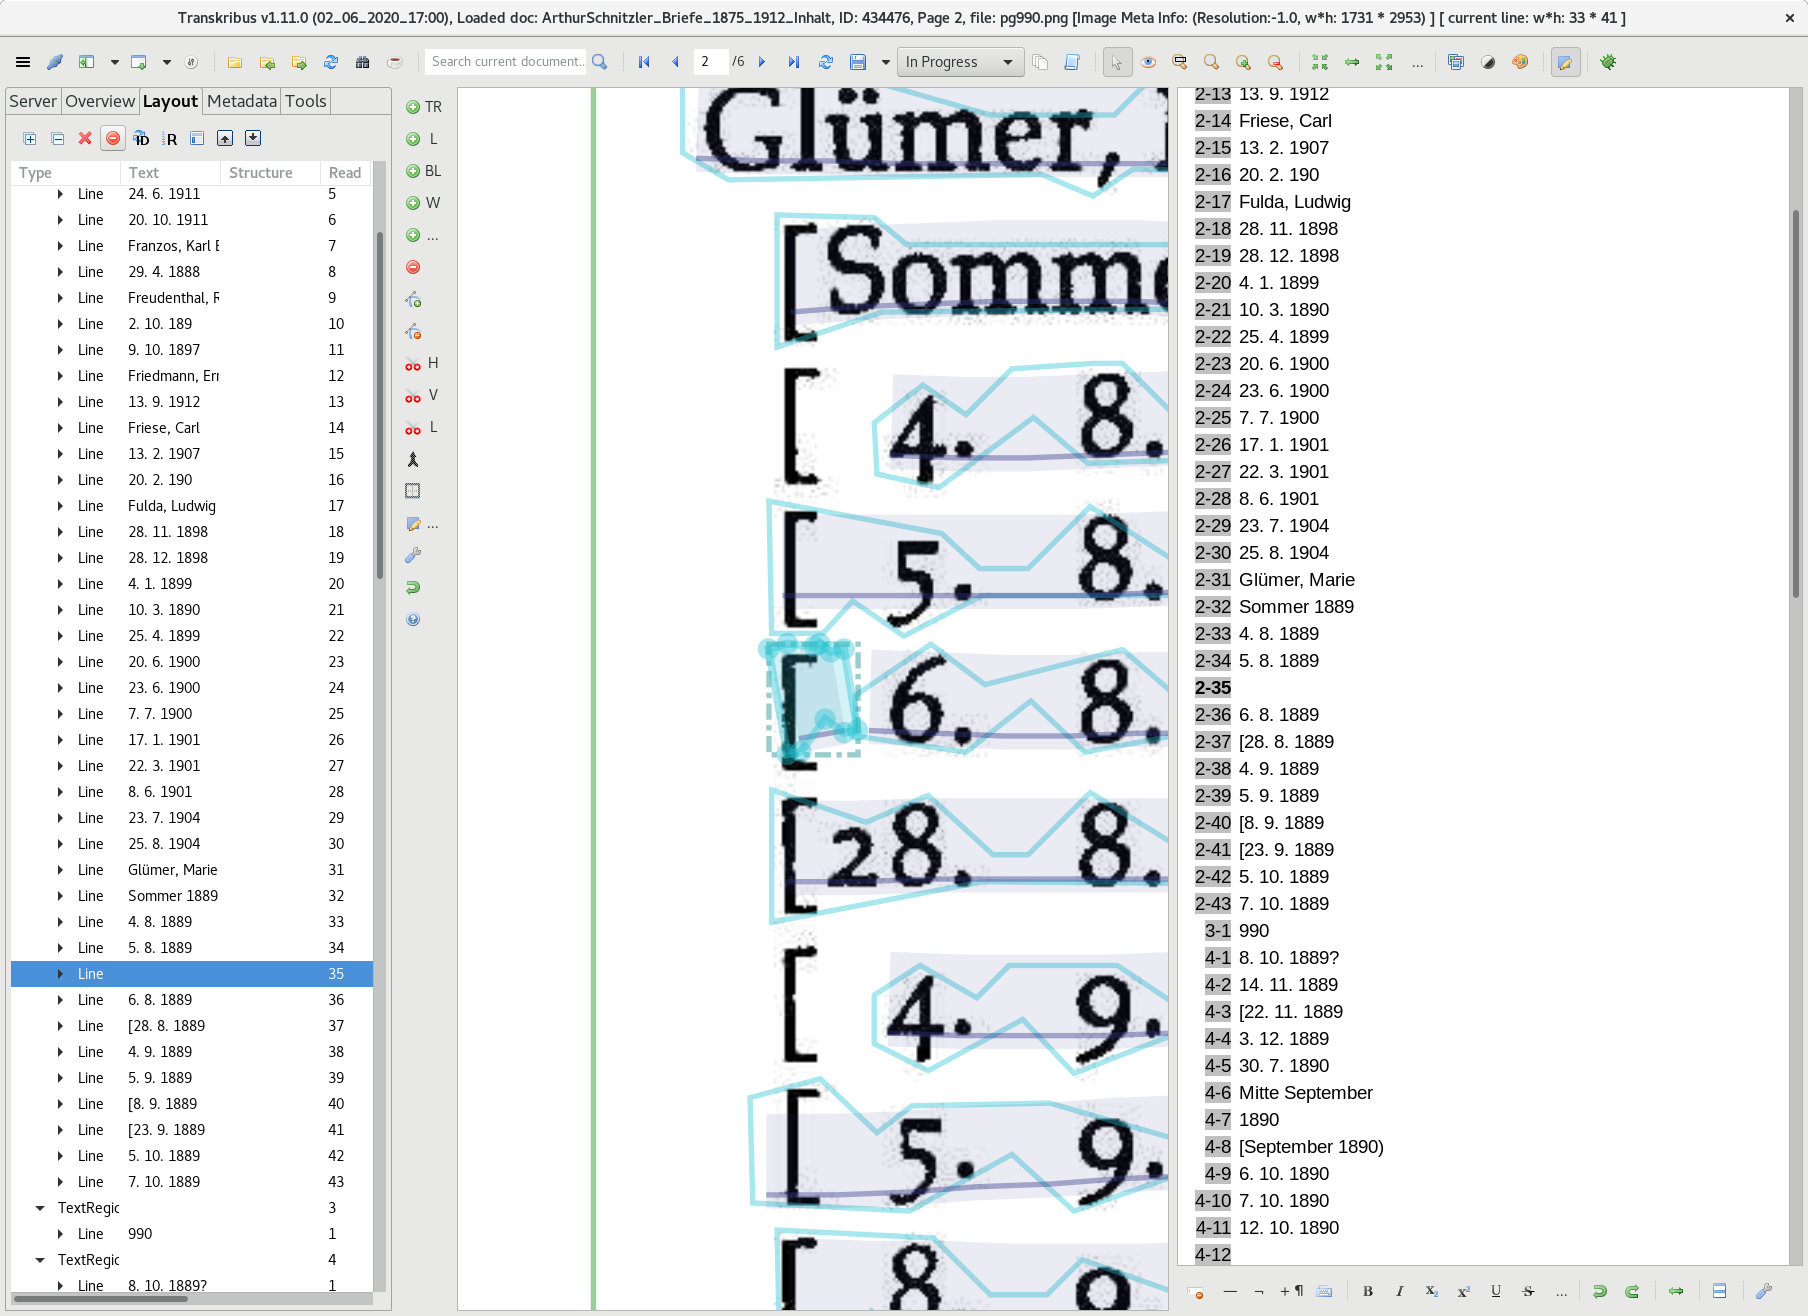 Transkribus v1.11.0 (02_06_2020_17:00), Loaded doc: ArthurSchnitzler_Briefe_1875_1912_Inhalt, ID: 434476, Page 2, file: pg990.png [Image Meta Info: (Resolution:-1.0, w*h: 1731 * 2953) ] [ current line: w*h: 33 * 41 ]
Search current document... 2 /6 In Progress ...
Server Overview Layout Metadata Tools
ID R
Type Text Structure Read
Line 24. 6. 1911 5
Line 20. 10. 1911 6
Line Franzos, Karl E 7
Line 29. 4. 1888 8
Line Freudenthal, R 9
Line 2. 10. 189 10
Line 9. 10. 1897 11
Line Friedmann, Err 12
Line 13. 9. 1912 13
Line Friese, Carl 14
Line 13. 2. 1907 15
Line 20. 2. 190 16
Line Fulda, Ludwig 17
Line 28. 11. 1898 18
Line 28. 12. 1898 19
Line 4. 1. 1899 20
Line 10. 3. 1890 21
Line 25. 4. 1899 22
Line 20. 6. 1900 23
Line 23. 6. 1900 24
Line 7. 7. 1900 25
Line 17. 1. 1901 26
Line 22. 3. 1901 27
Line 8. 6. 1901 28
Line 23. 7. 1904 29
Line 25. 8. 1904 30
Line Glümer, Marie 31
Line Sommer 1889 32
Line 4. 8. 1889 33
Line 5. 8. 1889 34
Line 35
Line 6. 8. 1889 36
Line [28. 8. 1889 37
Line 4. 9. 1889 38
Line 5. 9. 1889 39
Line [8. 9. 1889 40
Line [23. 9. 1889 41
Line 5. 10. 1889 42
Line 7. 10. 1889 43
TextRegic 3
Line 990 1
TextRegic 4
Line 8. 10. 1889? 1
TR
L
BL
W
...
H
V
L
...
Glümer,
[Somme
[ 4. 8.
[ 5. 8.
[ 6. 8.
[28. 8.
[ 4. 9.
[ 5. 9.
[ 8 9
2-13 13. 9. 1912
2-14 Friese, Carl
2-15 13. 2. 1907
2-16 20. 2. 190
2-17 Fulda, Ludwig
2-18 28. 11. 1898
2-19 28. 12. 1898
2-20 4. 1. 1899
2-21 10. 3. 1890
2-22 25. 4. 1899
2-23 20. 6. 1900
2-24 23. 6. 1900
2-25 7. 7. 1900
2-26 17. 1. 1901
2-27 22. 3. 1901
2-28 8. 6. 1901
2-29 23. 7. 1904
2-30 25. 8. 1904
2-31 Glümer, Marie
2-32 Sommer 1889
2-33 4. 8. 1889
2-34 5. 8. 1889
2-35
2-36 6. 8. 1889
2-37 [28. 8. 1889
2-38 4. 9. 1889
2-39 5. 9. 1889
2-40 [8. 9. 1889
2-41 [23. 9. 1889
2-42 5. 10. 1889
2-43 7. 10. 1889
3-1 990
4-1 8. 10. 1889?
4-2 14. 11. 1889
4-3 [22. 11. 1889
4-4 3. 12. 1889
4-5 30. 7. 1890
4-6 Mitte September
4-7 1890
4-8 [September 1890)
4-9 6. 10. 1890
4-10 7. 10. 1890
4-11 12. 10. 1890
4-12
— ¬ +¶ B I X₂ X² U S ...